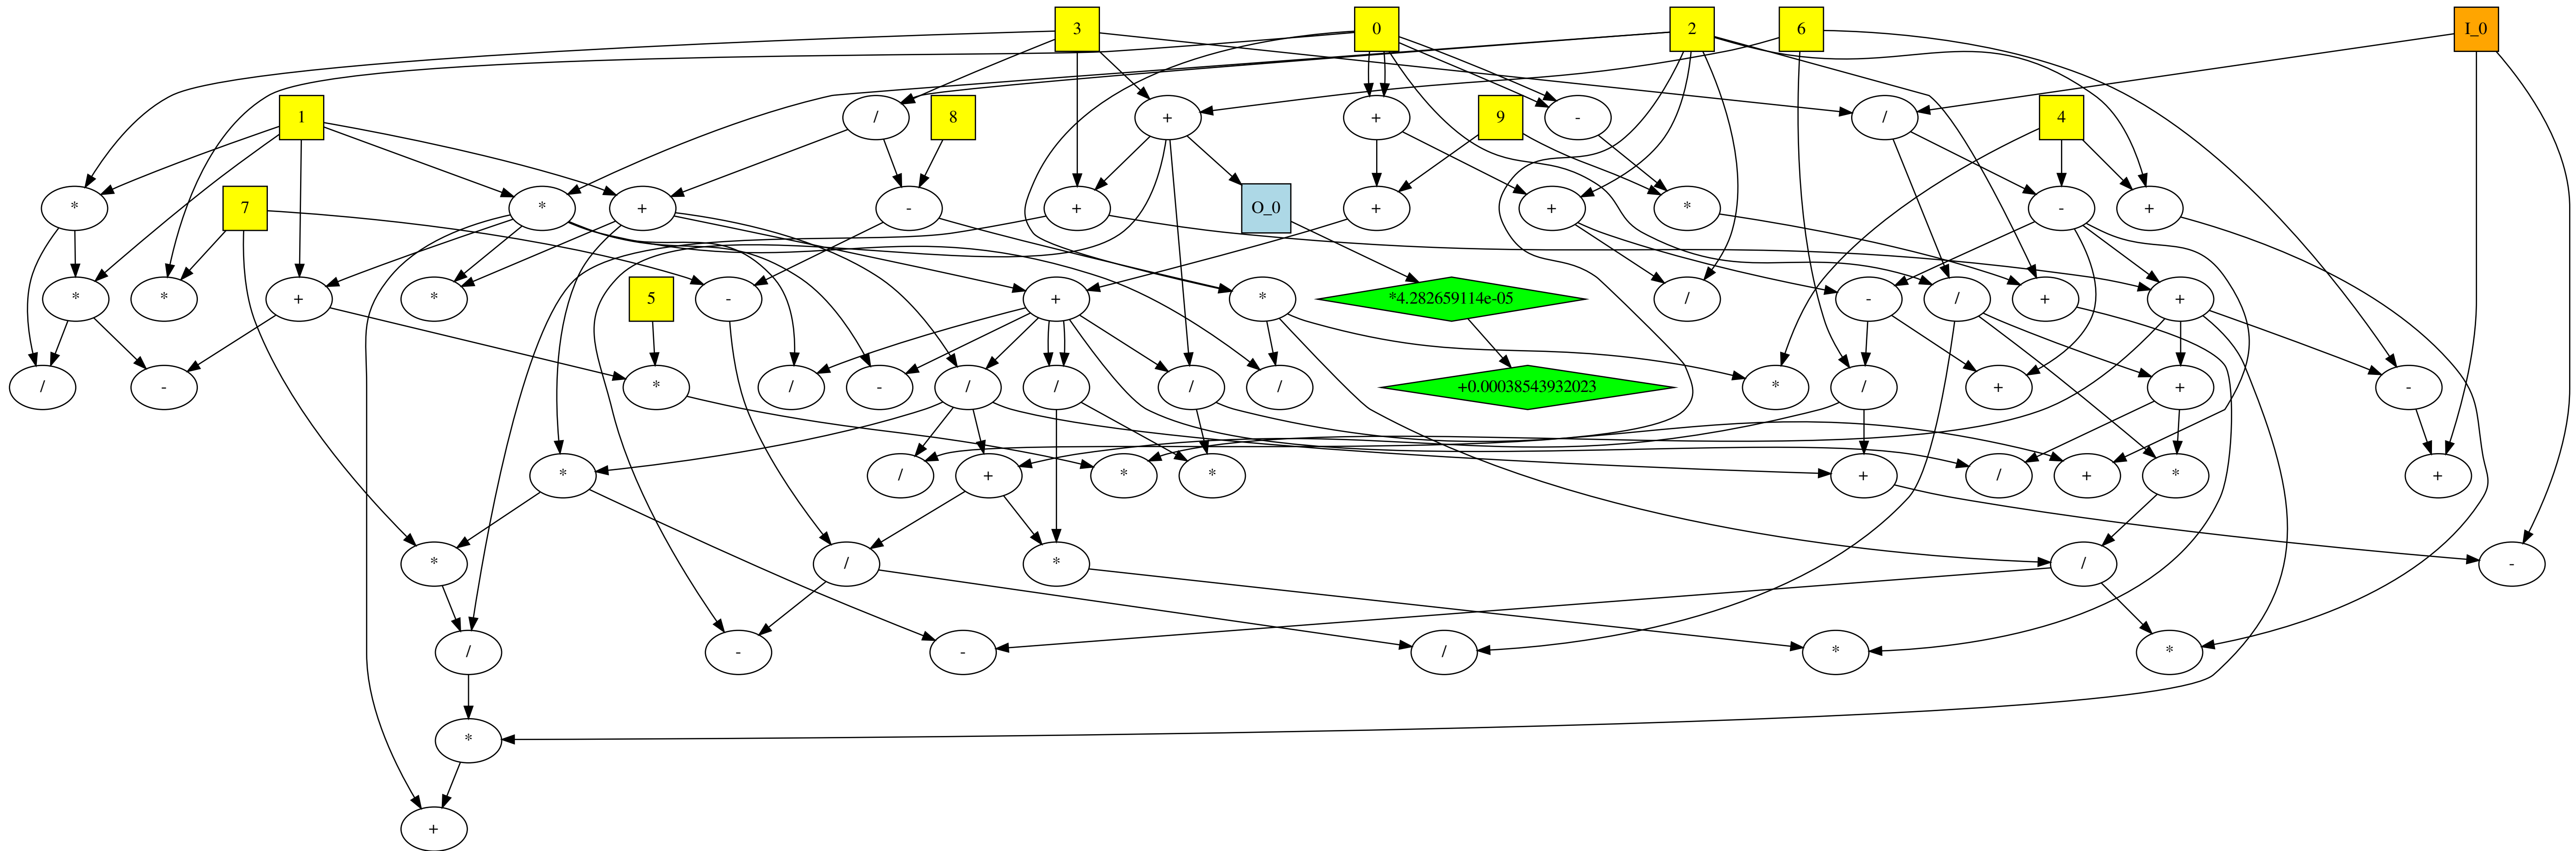 3 0 2 6 I_0
1 / 8 + + 9 - / 4
* 7 * + - + O_0 + + * - +
* * + * 5 - + * *4.282659114e-05 / - / + +
/ - * / - / / / / +0.00038543932023 * / + + -
* / + * * + / + * +
* / * / -
/ - - / * *
*
+